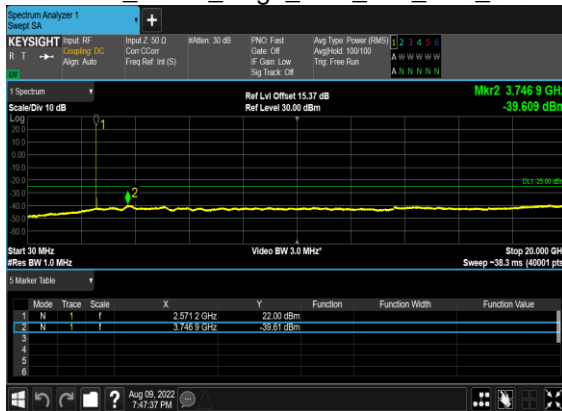 Spectrum Analyzer 1
Swept SA
+
KEYSIGHT Input: RF Input Z: 50 Ω #Atten: 30 dB PNO: Fast Avg Type: Power (RMS) 1 2 3 4 5 6
R T Coupling: DC Corr CCorr Gate: Off Avg|Hold: 100/100 A W W W W W
Align: Auto Freq Ref: Int (S) IF Gain: Low Trig: Free Run
Sig Track: Off A N N N N N
1 Spectrum Ref Lvl Offset 15.37 dB Mkr2 3.746 9 GHz
Scale/Div 10 dB Ref Level 30.00 dBm -39.609 dBm
Log
20.0
10.0
0.00
-10.0
-20.0
DL1 -25.00 dBm
-30.0
-40.0
-50.0
-60.0
1
2
Start 30 MHz Video BW 3.0 MHz* Stop 20.000 GH
#Res BW 1.0 MHz Sweep ~38.3 ms (40001 pts
5 Marker Table
Mode Trace Scale X Y Function Function Width Function Value
1 N 1 f 2.571 2 GHz 22.00 dBm
2 N 1 f 3.746 9 GHz -39.61 dBm
3
4
5
6
? Aug 09, 2022
7:47:37 PM